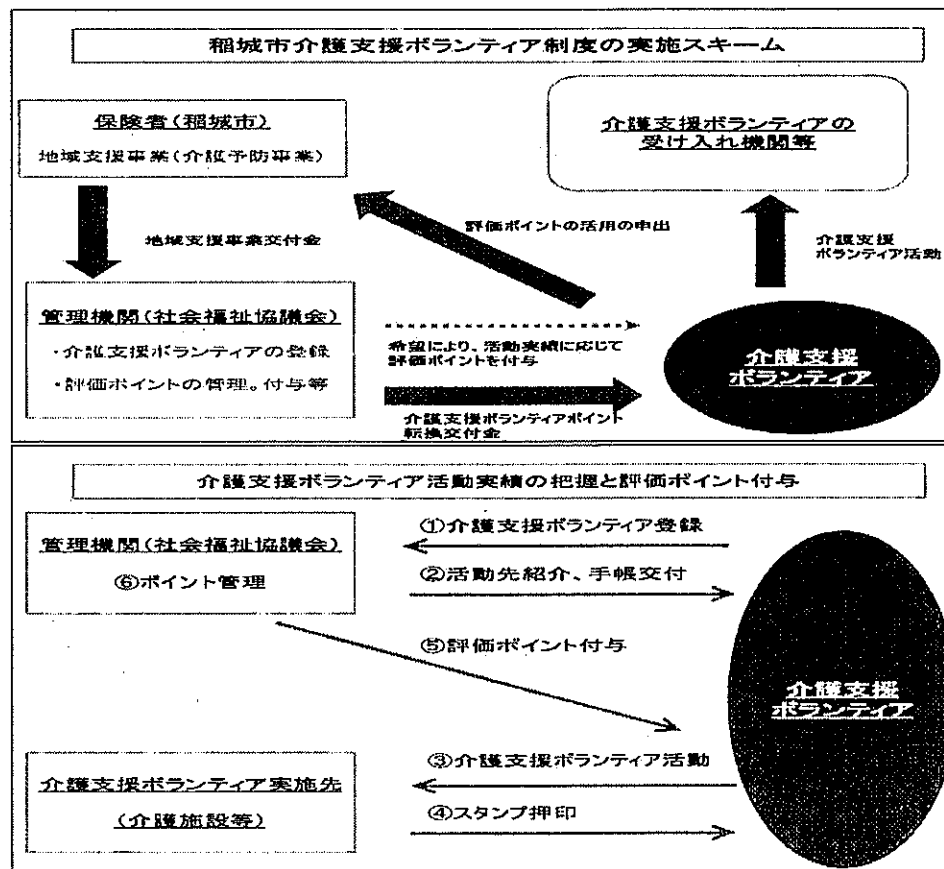 稲城市介護支援ボランティア制度の実施スキーム
保険者(稲城市)
地域支援事業(介護予防事業)
介護支援ボランティアの
受け入れ機関等
地域支援事業交付金
評価ポイントの活用の申出
介護支援
ボランティア活動
管理機関(社会福祉協議会)
・介護支援ボランティアの登録
・評価ポイントの管理。付与等
希望により、活動実績に応じて
評価ポイントを付与
介護支援ボランティアポイント
転換交付金
介護支援
ボランティア
介護支援ボランティア活動実績の把握と評価ポイント付与
管理機関(社会福祉協議会)
⑥ポイント管理
①介護支援ボランティア登録
②活動先紹介、手帳交付
⑤評価ポイント付与
介護支援
ボランティア
介護支援ボランティア実施先
(介護施設等)
③介護支援ボランティア活動
④スタンプ押印